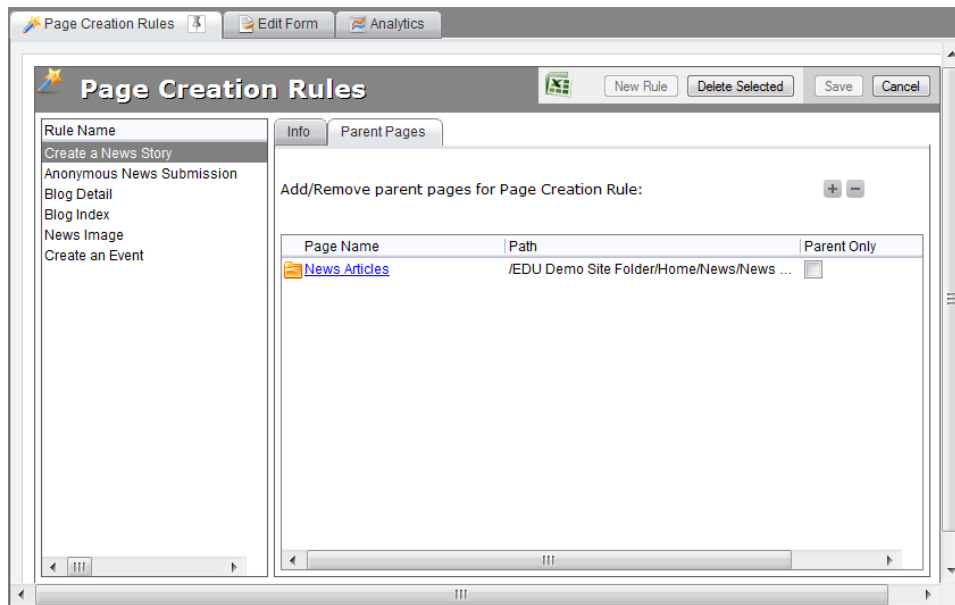 Page Creation Rules Edit Form Analytics
Page Creation Rules New Rule Delete Selected Save Cancel
Rule Name
Create a News Story
Anonymous News Submission
Blog Detail
Blog Index
News Image
Create an Event
Info Parent Pages
Add/Remove parent pages for Page Creation Rule:
Page Name Path Parent Only
News Articles /EDU Demo Site Folder/Home/News/News ...